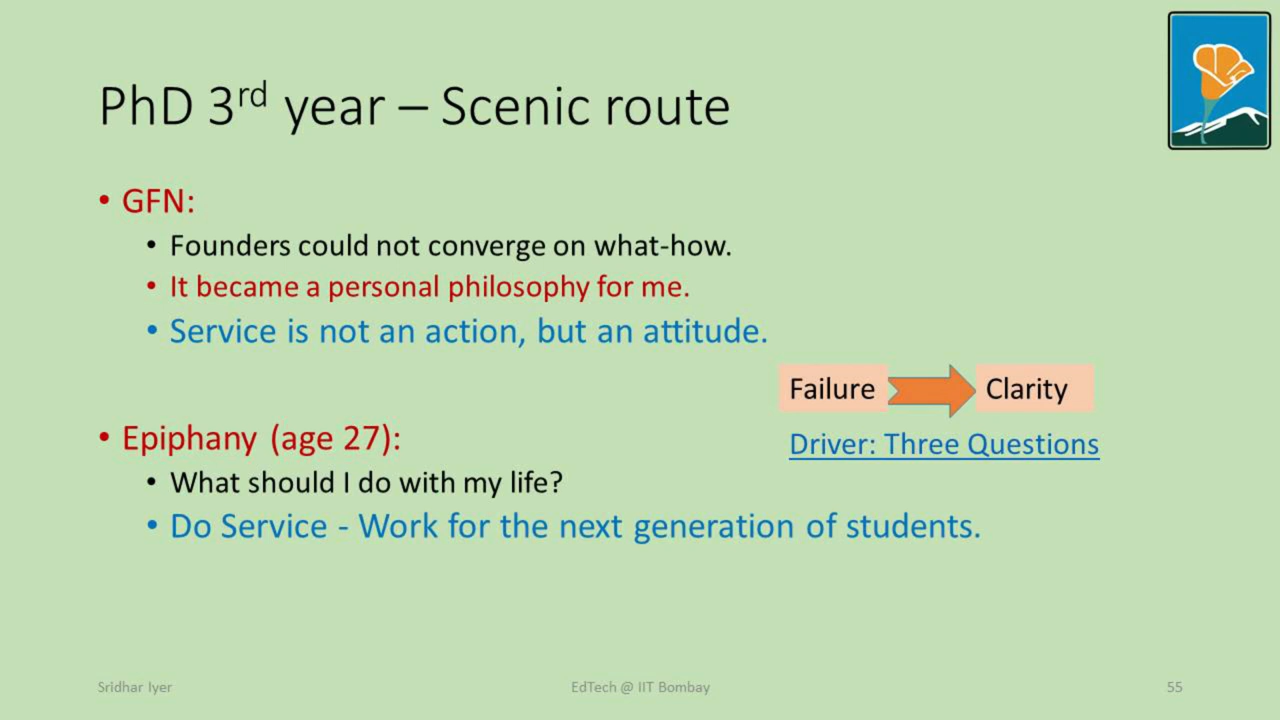 PhD 3rd year – Scenic route
• GFN:
• Founders could not converge on what-how.
• It became a personal philosophy for me.
• Service is not an action, but an attitude.
Failure
Clarity
• Epiphany (age 27):
Driver: Three Questions
• What should I do with my life?
• Do Service - Work for the next generation of students.
Sridhar Iyer
EdTech @ IIT Bombay
55